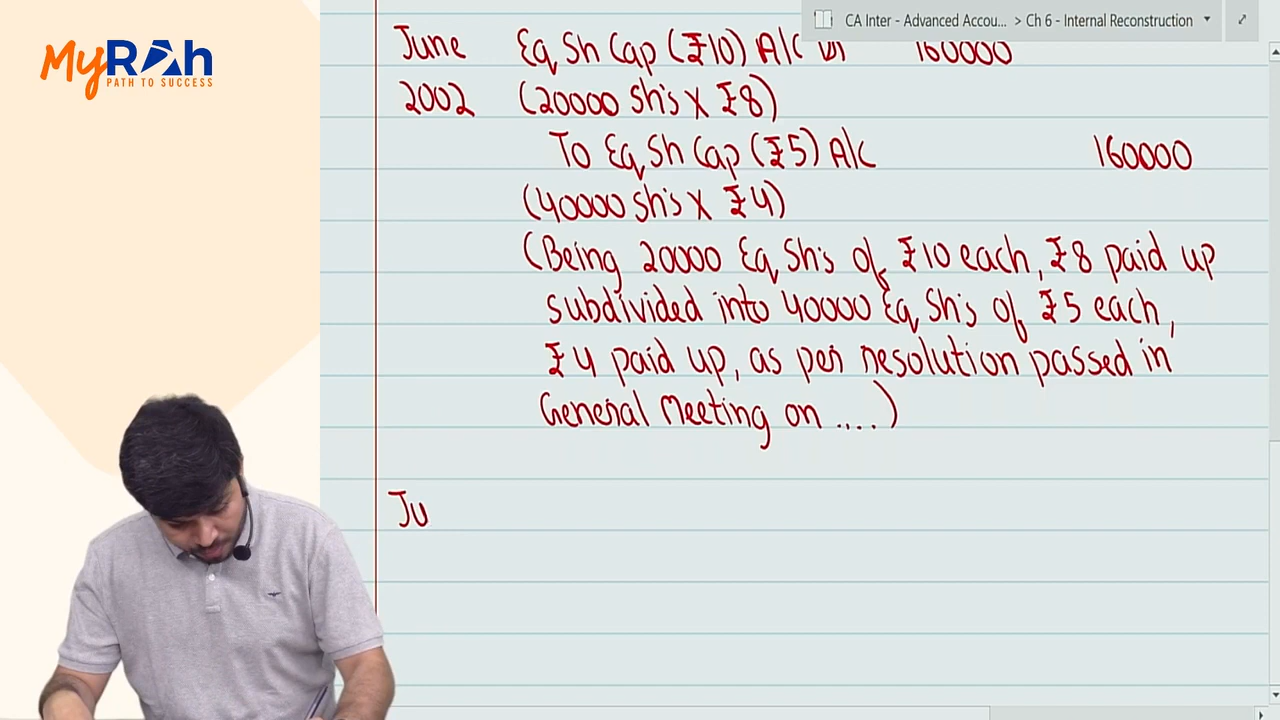 MyRAh
PATH TO SUCCESS
CA Inter - Advanced Accou... > Ch 6 - Internal Reconstruction
June Eq Sh Cap (₹10) A/c Dr 160000
2002 (20000 Sh's X ₹8)
To Eq Sh Cap (₹5) A/c 160000
(40000 Sh's X ₹4)
(Being 20000 Eq Sh's of ₹10 each, ₹8 paid up
subdivided into 40000 Eq Sh's of ₹5 each,
₹4 paid up, as per resolution passed in
General Meeting on ....)
Ju